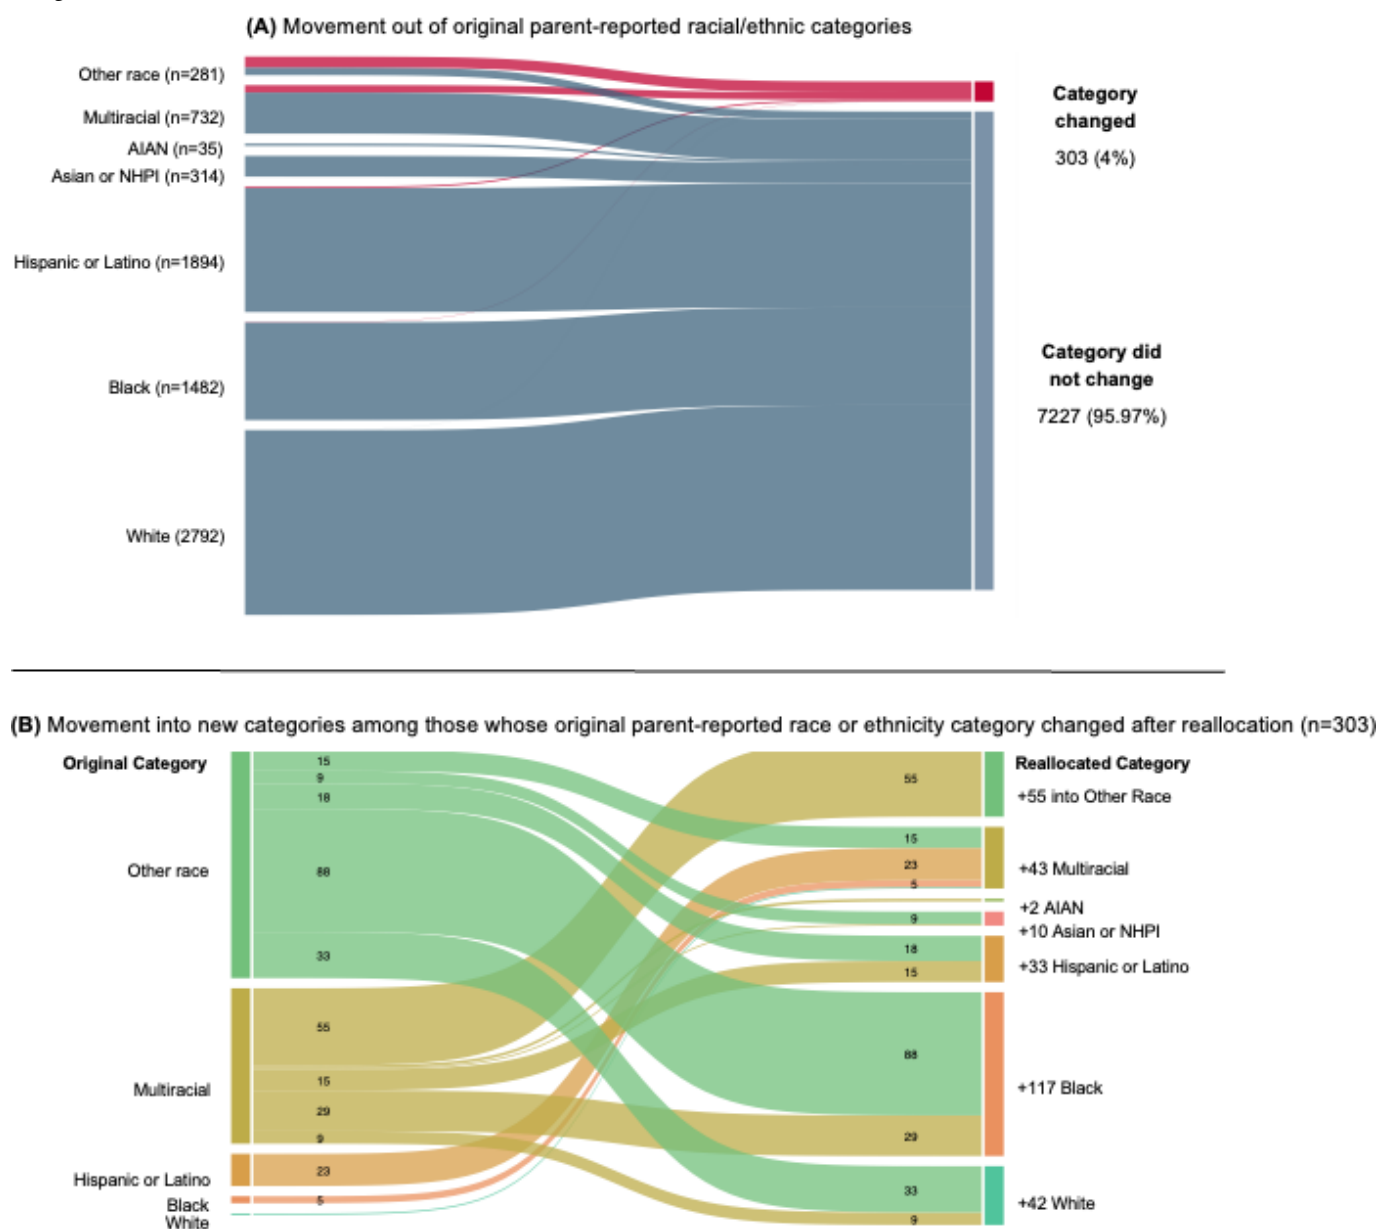 (A) Movement out of original parent-reported racial/ethnic categories
Other race (n=281)
Multiracial (n=732)
AIAN (n=35)
Asian or NHPI (n=314)
Hispanic or Latino (n=1894)
Black (n=1482)
White (2792)
Category
changed
303 (4%)
Category did
not change
7227 (95.97%)
(B) Movement into new categories among those whose original parent-reported race or ethnicity category changed after reallocation (n=303)
Original Category
Other race
Multiracial
Hispanic or Latino
Black
White
15
9
18
88
33
55
15
29
9
23
5
55
15
23
5
9
18
15
88
29
33
9
Reallocated Category
+55 into Other Race
+43 Multiracial
+2 AIAN
+10 Asian or NHPI
+33 Hispanic or Latino
+117 Black
+42 White